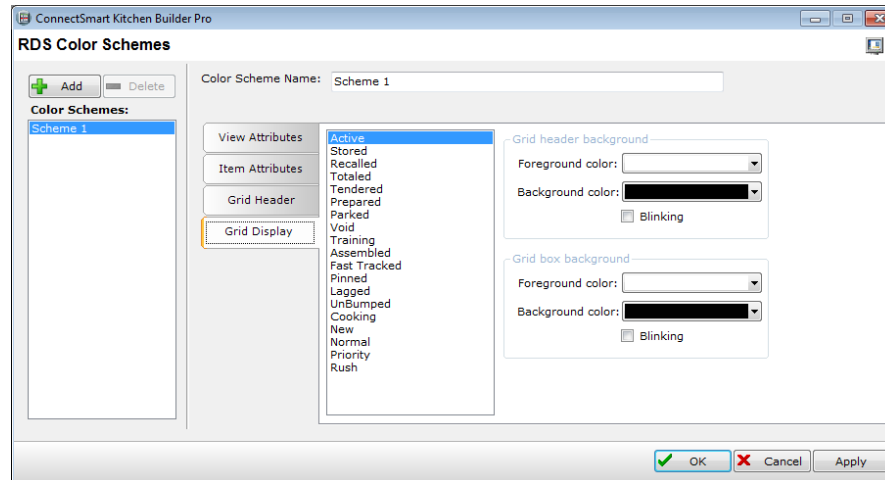 ConnectSmart Kitchen Builder Pro
RDS Color Schemes
Add
Delete
Color Schemes:
Scheme 1
Color Scheme Name:
Scheme 1
View Attributes
Item Attributes
Grid Header
Grid Display
Active
Stored
Recalled
Totaled
Tendered
Prepared
Parked
Void
Training
Assembled
Fast Tracked
Pinned
Lagged
UnBumped
Cooking
New
Normal
Priority
Rush
Grid header background
Foreground color:
Background color:
Blinking
Grid box background
Foreground color:
Background color:
Blinking
OK
Cancel
Apply